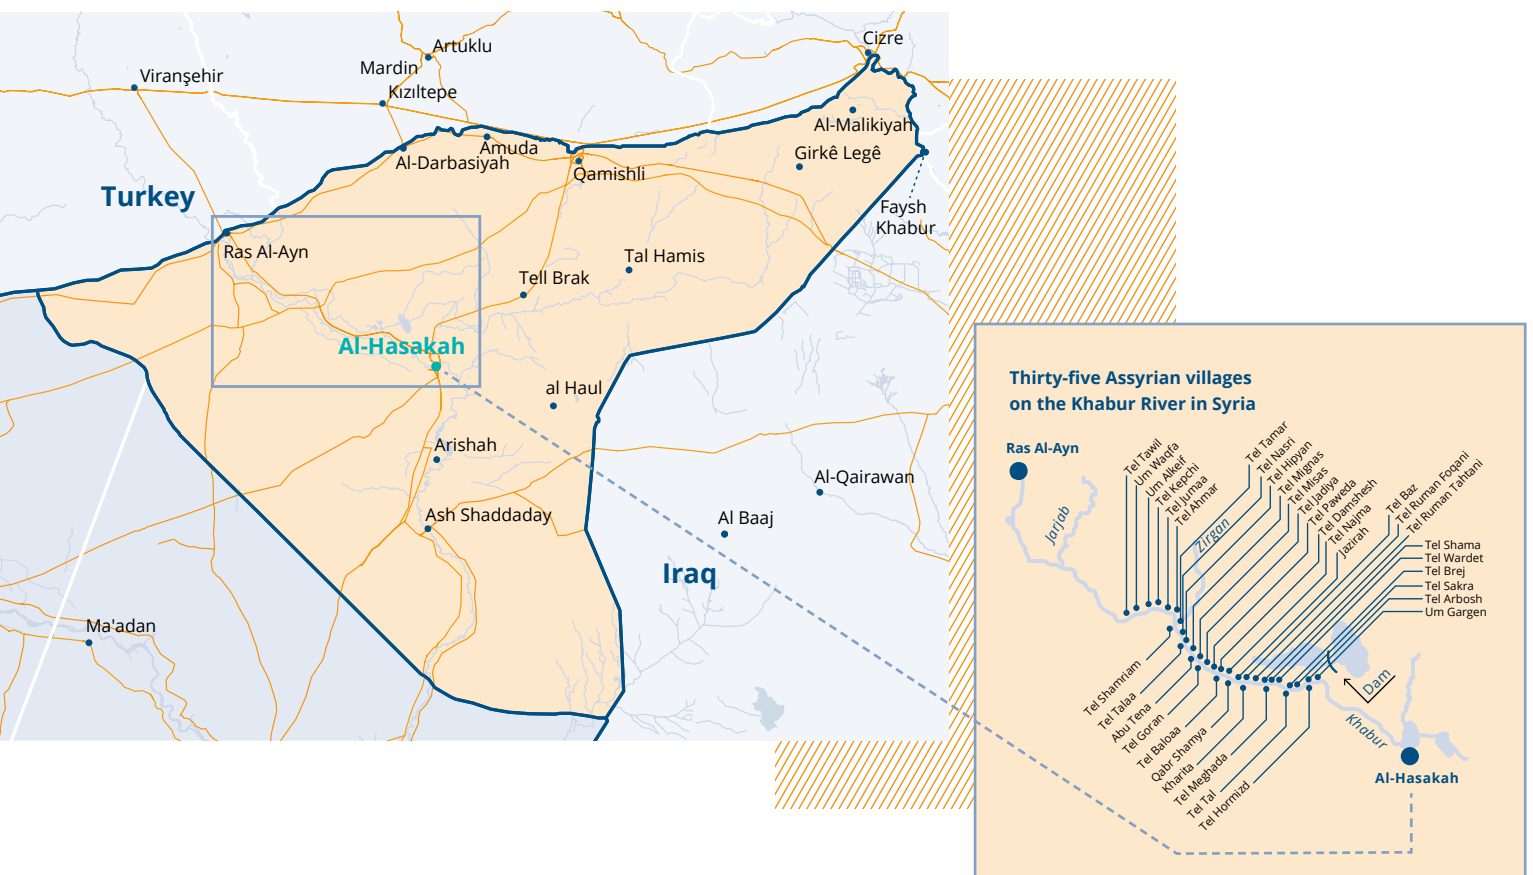 Cizre
Artuklu
Mardin
Viranşehir
Kızıltepe
Al-Malikiyah
Amuda
Girkê Legê
Al-Darbasiyah
Qamishli
Turkey
Faysh
Khabur
Ras Al-Ayn
Tal Hamis
Tell Brak
Al-Hasakah
al Haul
Arishah
Al-Qairawan
Ash Shaddaday
Al Baaj
Iraq
Ma'adan
Thirty-five Assyrian villages
on the Khabur River in Syria
Ras Al-Ayn
Jarjab
Zirgan
Tel Tawil
Um Waqfa
Um Alkeif
Tel Kepchi
Tel Jumaa
Tel Ahmar
Tel Tamar
Tel Nasri
Tel Hipyan
Tel Mignas
Tel Misas
Tel Jadiya
Tel Paweda
Tel Damshesh
Tel Najma
Jazirah
Tel Baz
Tel Ruman Foqani
Tel Ruman Tahtani
Tel Shama
Tel Wardet
Tel Brej
Tel Sakra
Tel Arbosh
Um Gargen
Tel Shamriam
Tel Talaa
Abu Tena
Tel Goran
Tel Baloaa
Qabr Shamya
Kharita
Tel Meghada
Tel Tal
Tel Hormizd
Dam
Khabur
Al-Hasakah